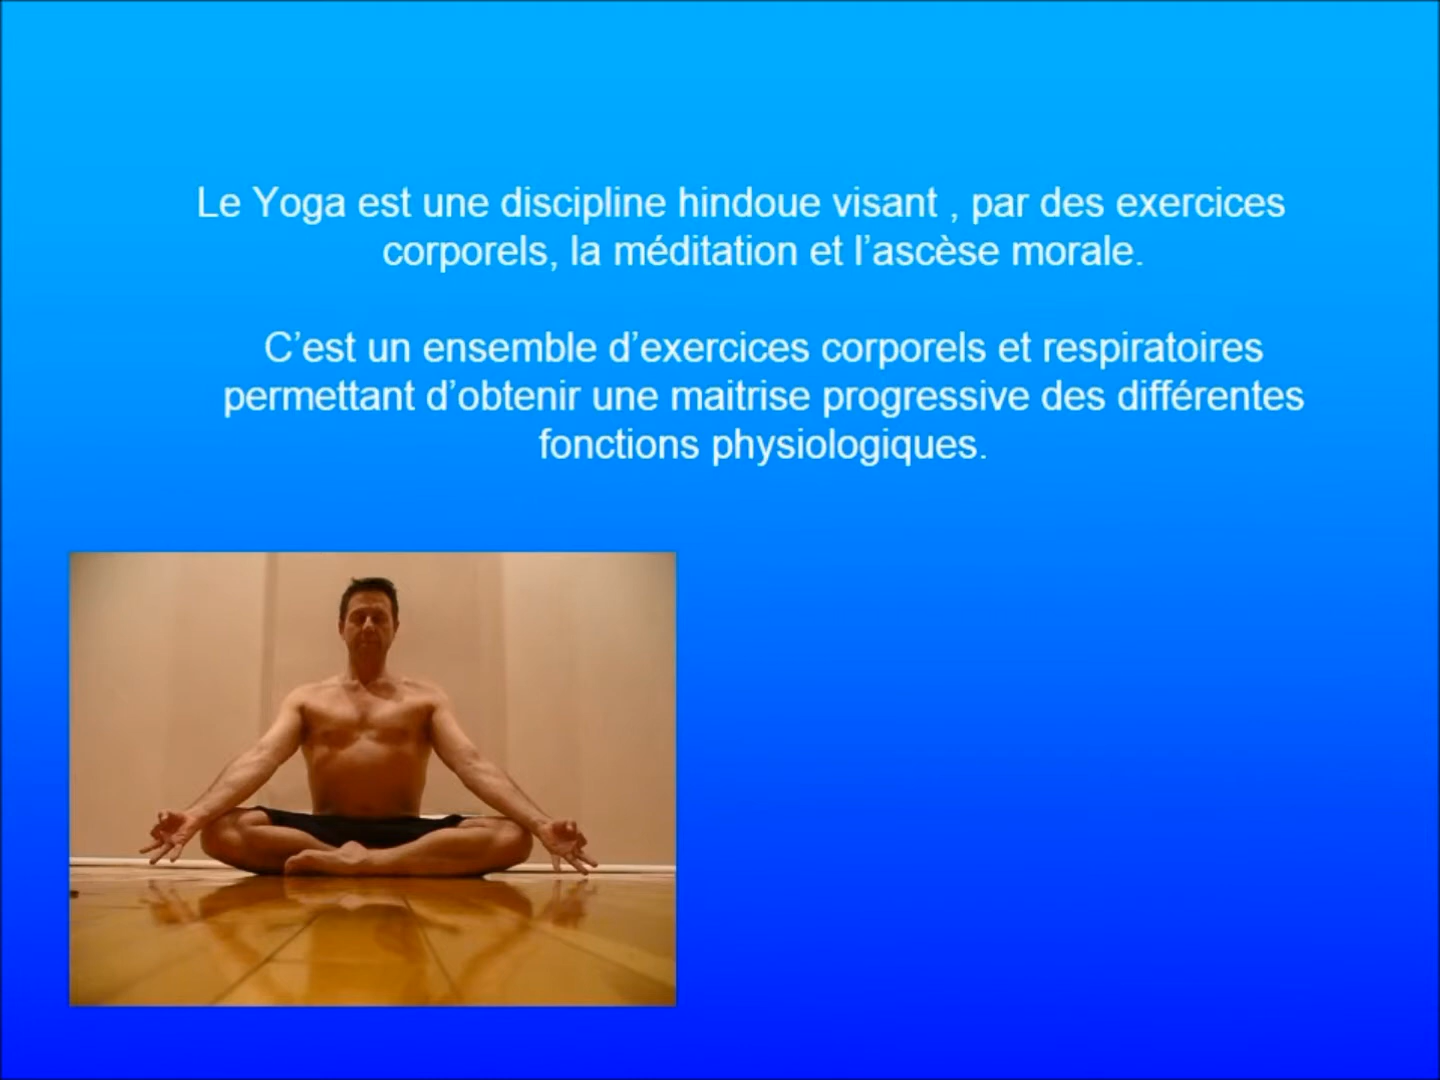 Le Yoga est une discipline hindoue visant , par des exercices
corporels, la méditation et l’ascèse morale.
C’est un ensemble d’exercices corporels et respiratoires
permettant d’obtenir une maitrise progressive des différentes
fonctions physiologiques.